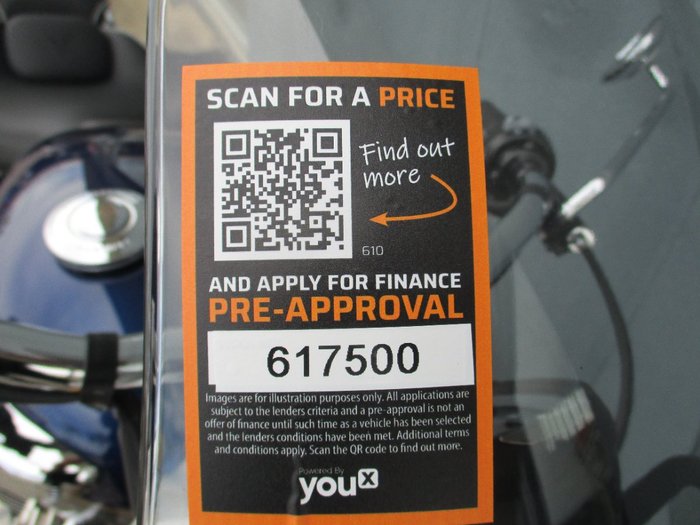 SCAN FOR A PRICE
Find out
more
610
AND APPLY FOR FINANCE
PRE-APPROVAL
617500
Images are for illustration purposes only. All applications are
subject to the lenders criteria and a pre-approval is not an
offer of finance until such time as a vehicle has been selected
and the lenders conditions have been met. Additional terms
and conditions apply. Scan the QR code to find out more.
Powered By
youX